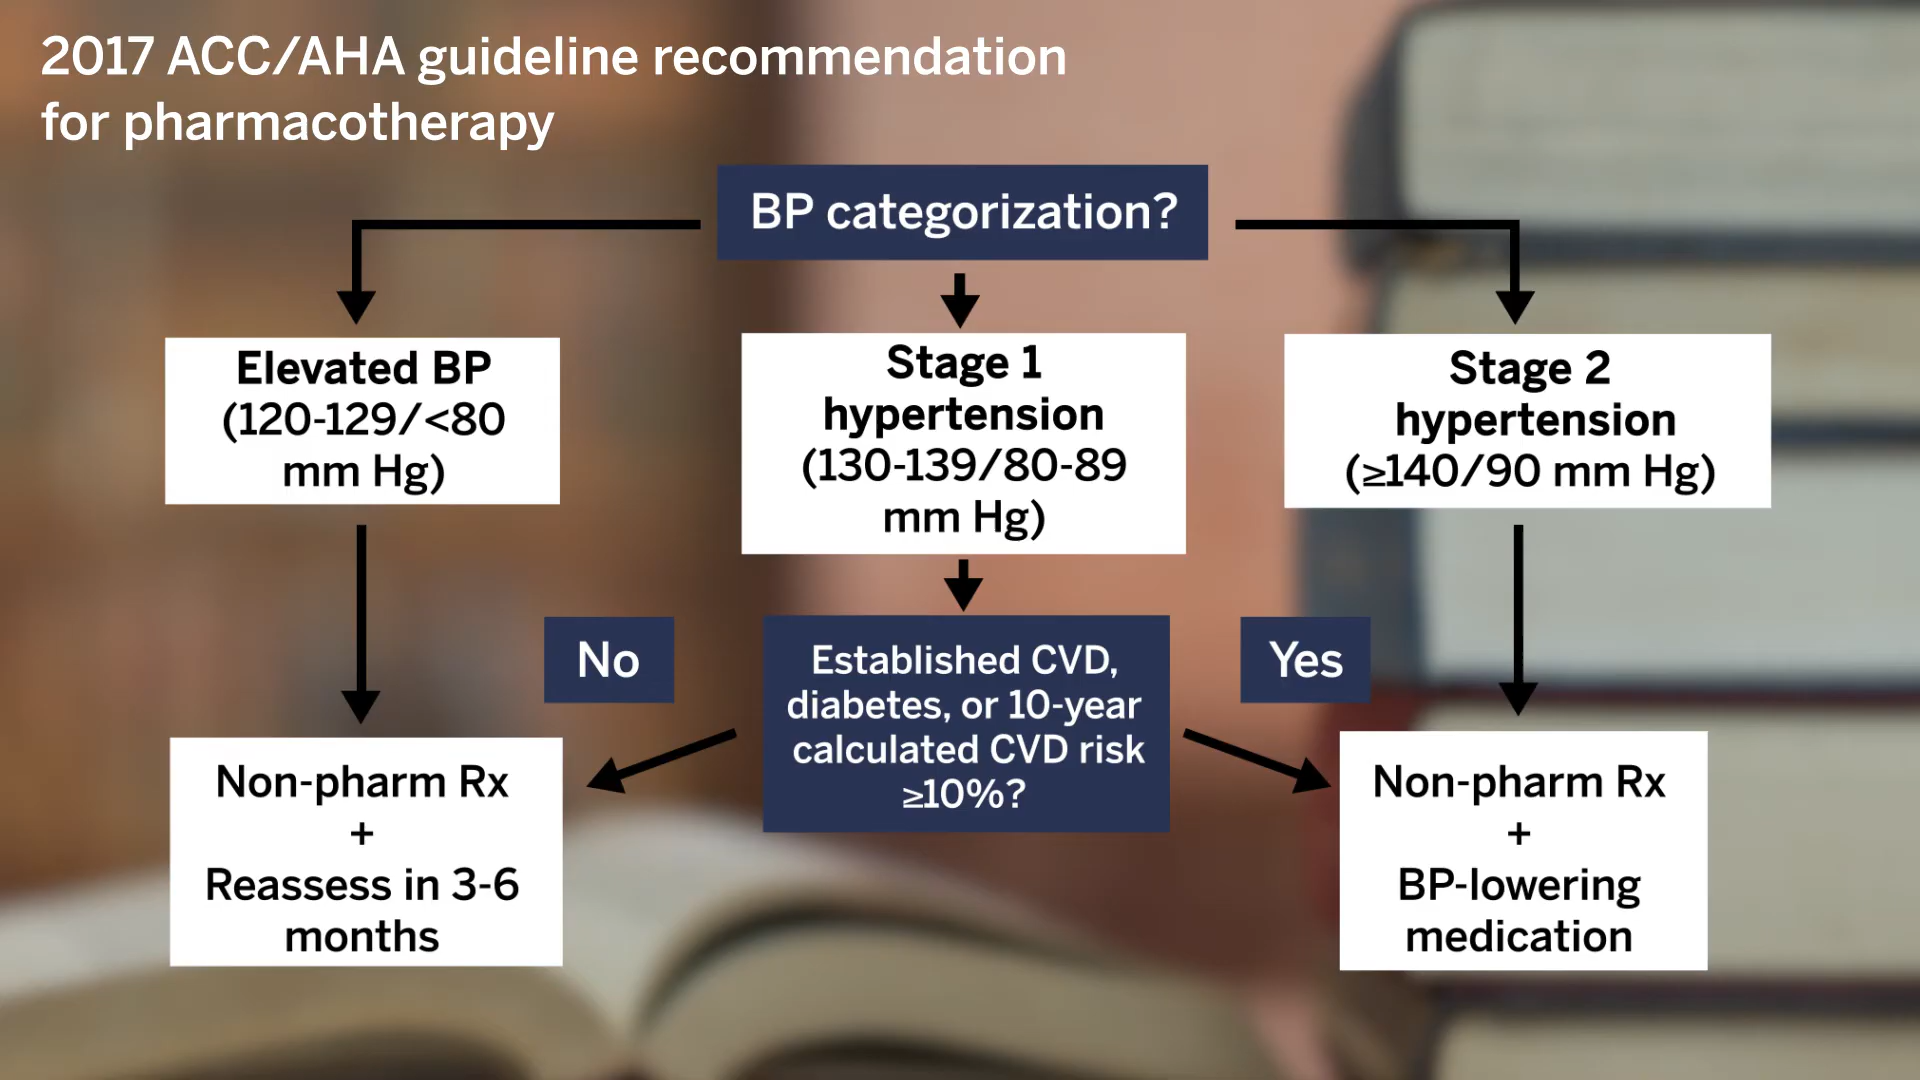 2017 ACC/AHA guideline recommendation
for pharmacotherapy
BP categorization?
Elevated BP
(120-129/<80
mm Hg)
Stage 1
hypertension
(130-139/80-89
mm Hg)
Stage 2
hypertension
(≥140/90 mm Hg)
No
Established CVD,
diabetes, or 10-year
calculated CVD risk
≥10%?
Yes
Non-pharm Rx
+
Reassess in 3-6
months
Non-pharm Rx
+
BP-lowering
medication